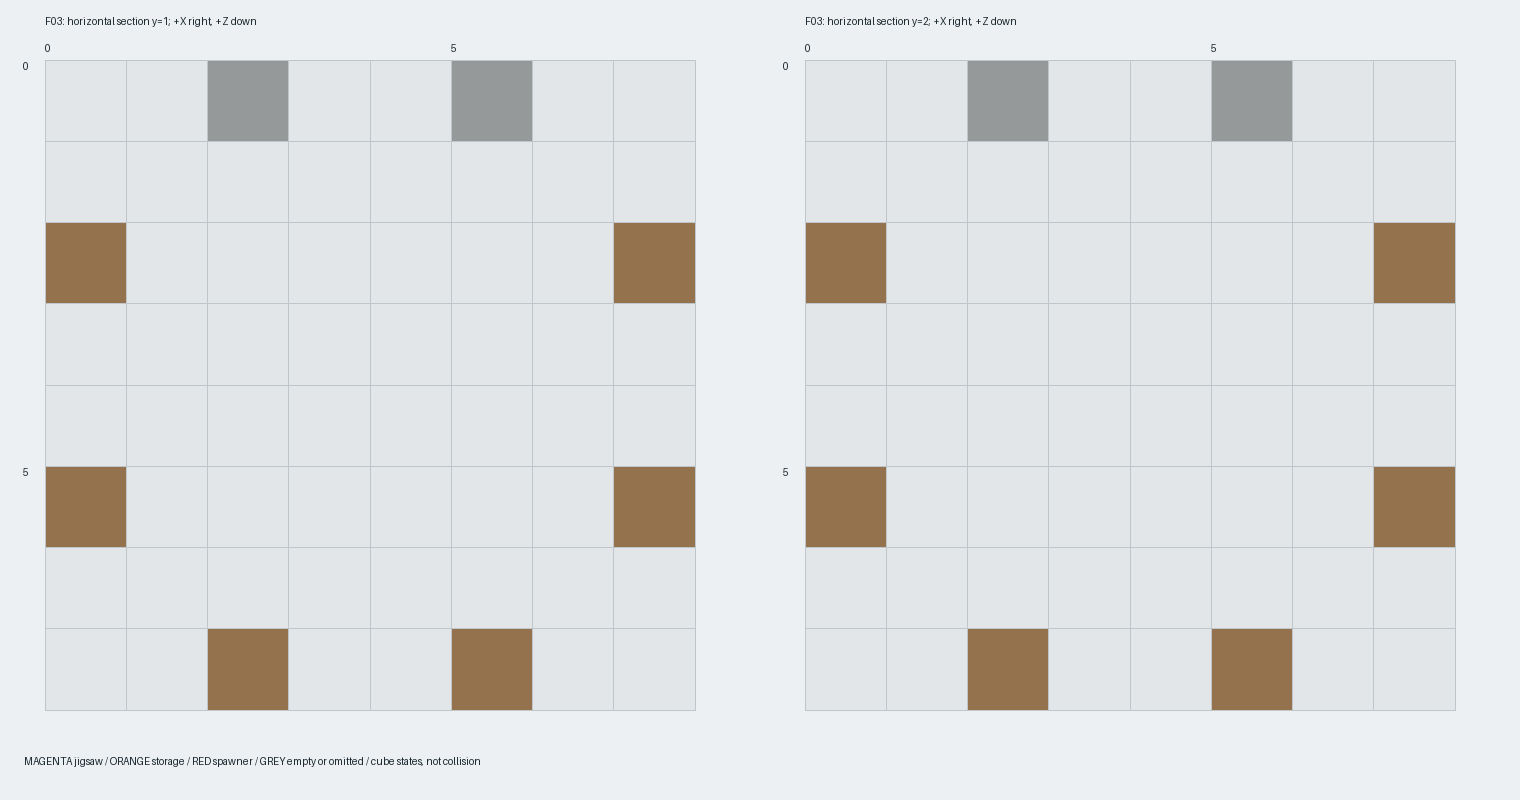 F03: horizontal section y=1; +X right, +Z down
0 5
0
5
F03: horizontal section y=2; +X right, +Z down
0 5
0
5
MAGENTA jigsaw / ORANGE storage / RED spawner / GREY empty or omitted / cube states, not collision